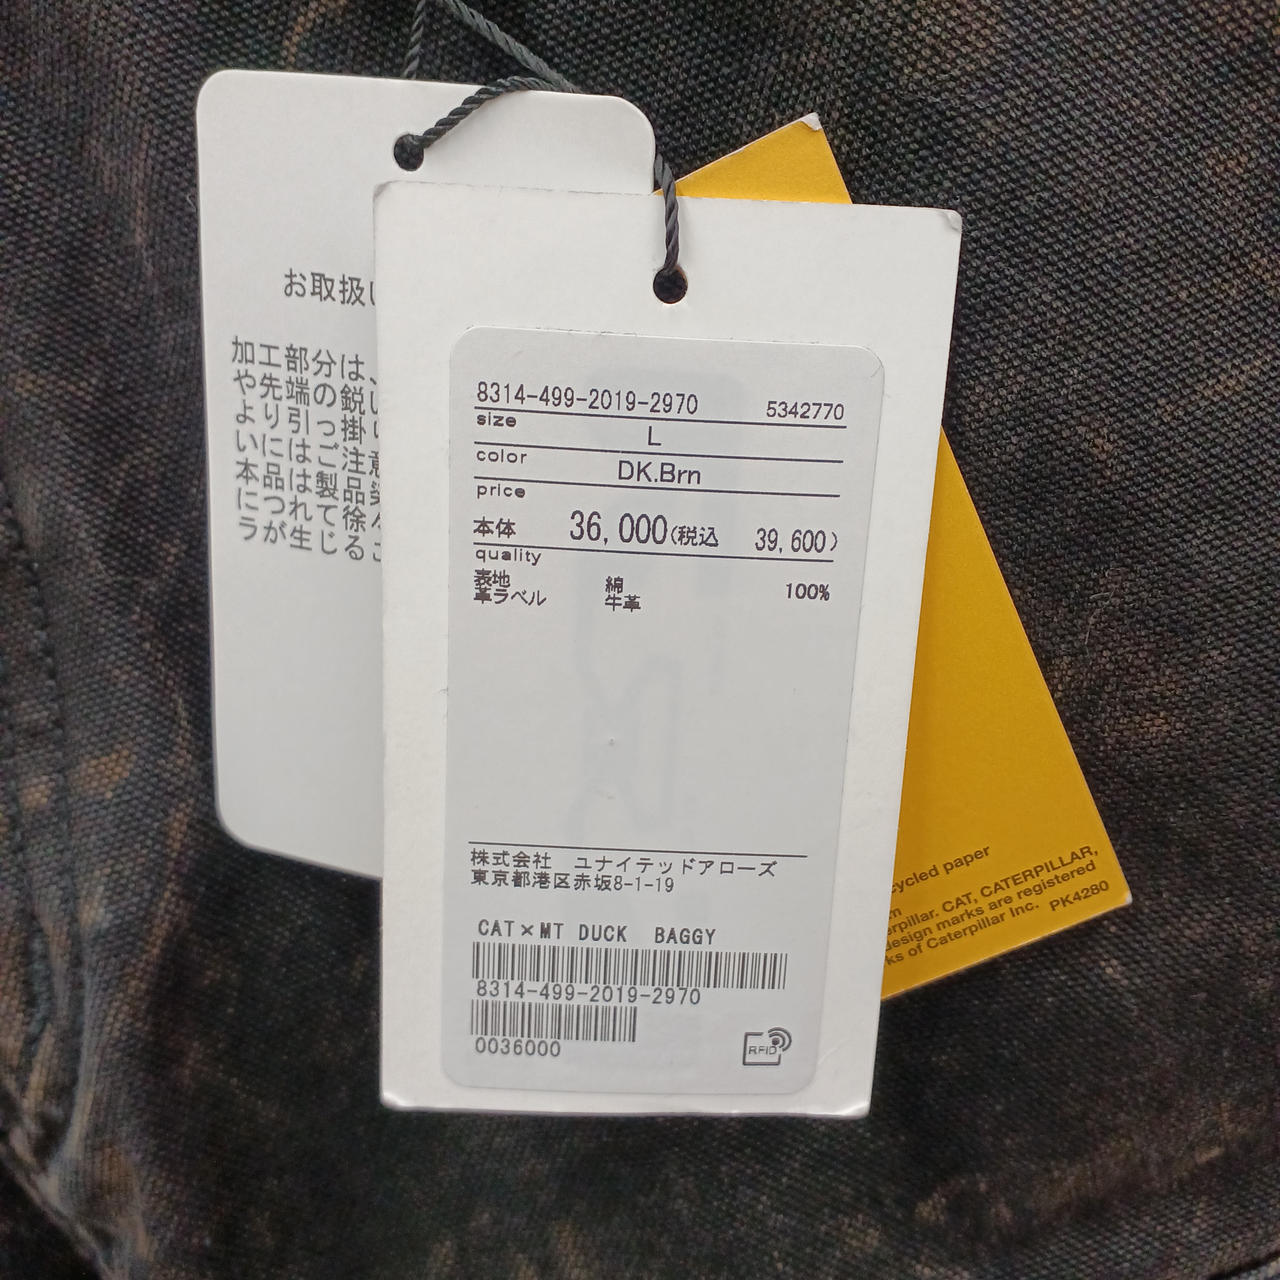 お取扱い
加工部分は、
や先端の鋭い
より引っ掛
いにはご注意
本品は製品染
につれて徐々
ラが生じるこ
8314-499-2019-2970 5342770
size
L
color
DK.Brn
price
本体 36,000(税込 39,600)
quality
表地 綿 100%
革ラベル 牛革
株式会社 ユナイテッドアローズ
東京都港区赤坂8-1-19
CAT×MT DUCK BAGGY
8314-499-2019-2970
0036000
RFID
cycled paper
erpillar. CAT, CATERPILLAR,
design marks are registered
ks of Caterpillar Inc. PK4280